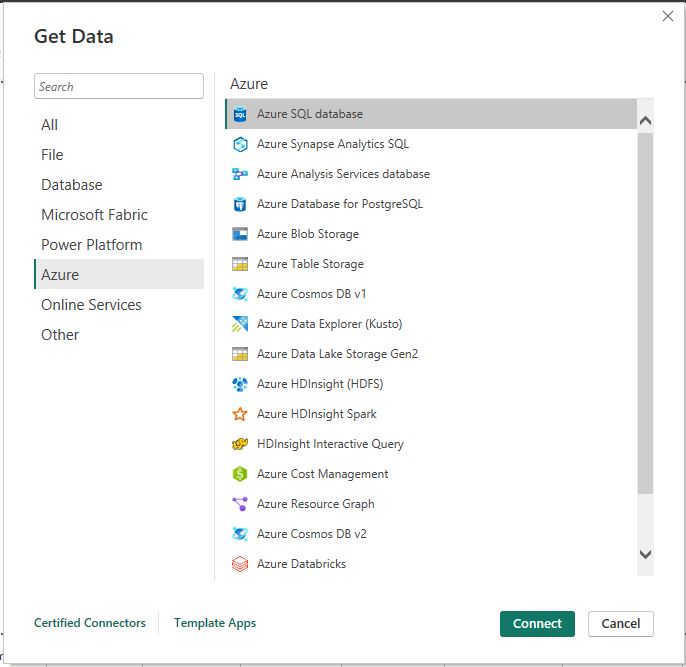 Get Data
Search
All
File
Database
Microsoft Fabric
Power Platform
Azure
Online Services
Other
Azure
Azure SQL database
Azure Synapse Analytics SQL
Azure Analysis Services database
Azure Database for PostgreSQL
Azure Blob Storage
Azure Table Storage
Azure Cosmos DB v1
Azure Data Explorer (Kusto)
Azure Data Lake Storage Gen2
Azure HDInsight (HDFS)
Azure HDInsight Spark
HDInsight Interactive Query
Azure Cost Management
Azure Resource Graph
Azure Cosmos DB v2
Azure Databricks
Certified Connectors
Template Apps
Connect
Cancel